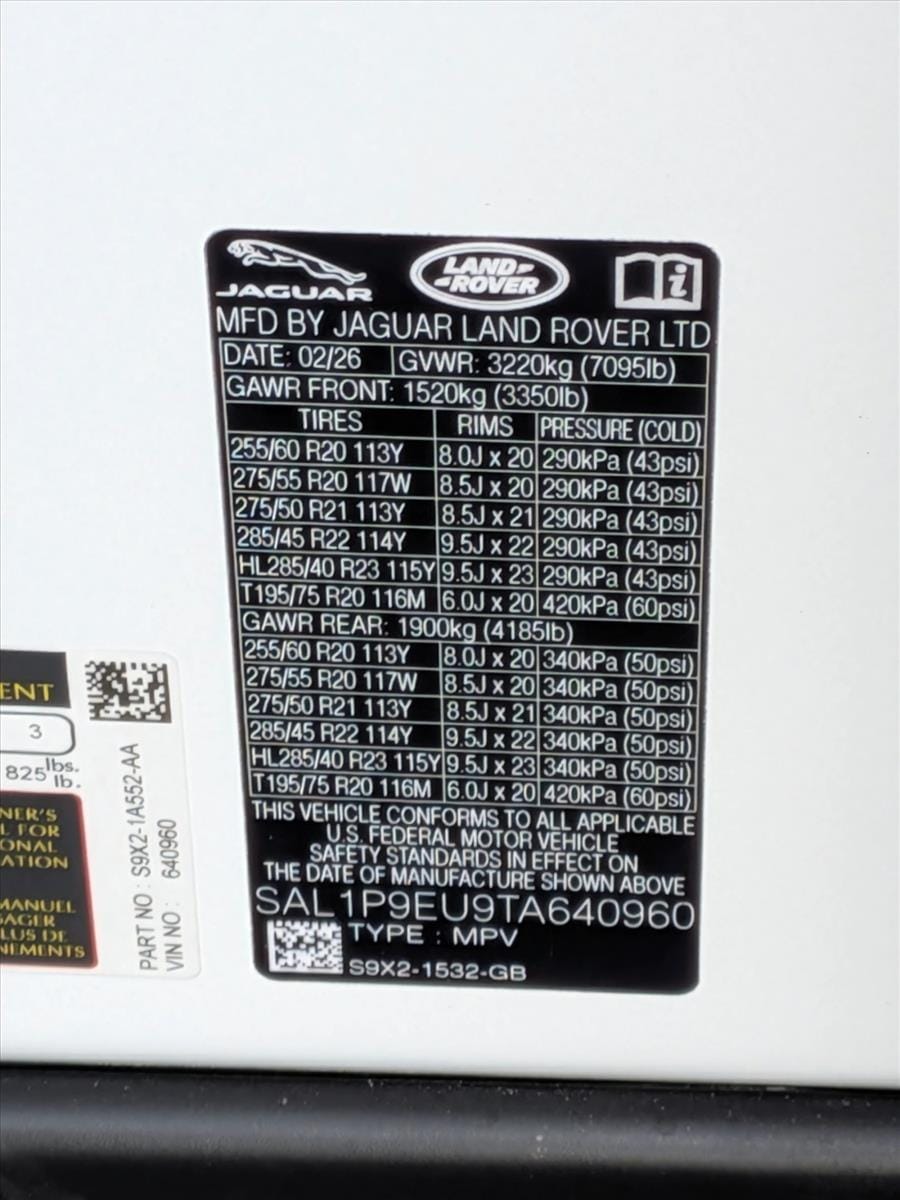 JAGUAR
LAND-
-ROVER
i
MFD BY JAGUAR LAND ROVER LTD
DATE: 02/26 GVWR: 3220kg (7095lb)
GAWR FRONT: 1520kg (3350lb)
TIRES RIMS PRESSURE (COLD)
255/60 R20 113Y 8.0J x 20 290kPa (43psi)
275/55 R20 117W 8.5J x 20 290kPa (43psi)
275/50 R21 113Y 8.5J x 21 290kPa (43psi)
285/45 R22 114Y 9.5J x 22 290kPa (43psi)
HL285/40 R23 115Y 9.5J x 23 290kPa (43psi)
T195/75 R20 116M 6.0J x 20 420kPa (60psi)
GAWR REAR: 1900kg (4185lb)
255/60 R20 113Y 8.0J x 20 340kPa (50psi)
275/55 R20 117W 8.5J x 20 340kPa (50psi)
275/50 R21 113Y 8.5J x 21 340kPa (50psi)
285/45 R22 114Y 9.5J x 22 340kPa (50psi)
HL285/40 R23 115Y 9.5J x 23 340kPa (50psi)
T195/75 R20 116M 6.0J x 20 420kPa (60psi)
THIS VEHICLE CONFORMS TO ALL APPLICABLE
U.S. FEDERAL MOTOR VEHICLE
SAFETY STANDARDS IN EFFECT ON
THE DATE OF MANUFACTURE SHOWN ABOVE
SAL1P9EU9TA640960
TYPE : MPV
S9X2-1532-GB
ENT
3
825 lbs.
lb.
NER'S
L FOR
ONAL
ATION
MANUEL
SAGER
LUS DE
NEMENTS
PART NO : S9X2-1A552-AA
VIN NO : 640960